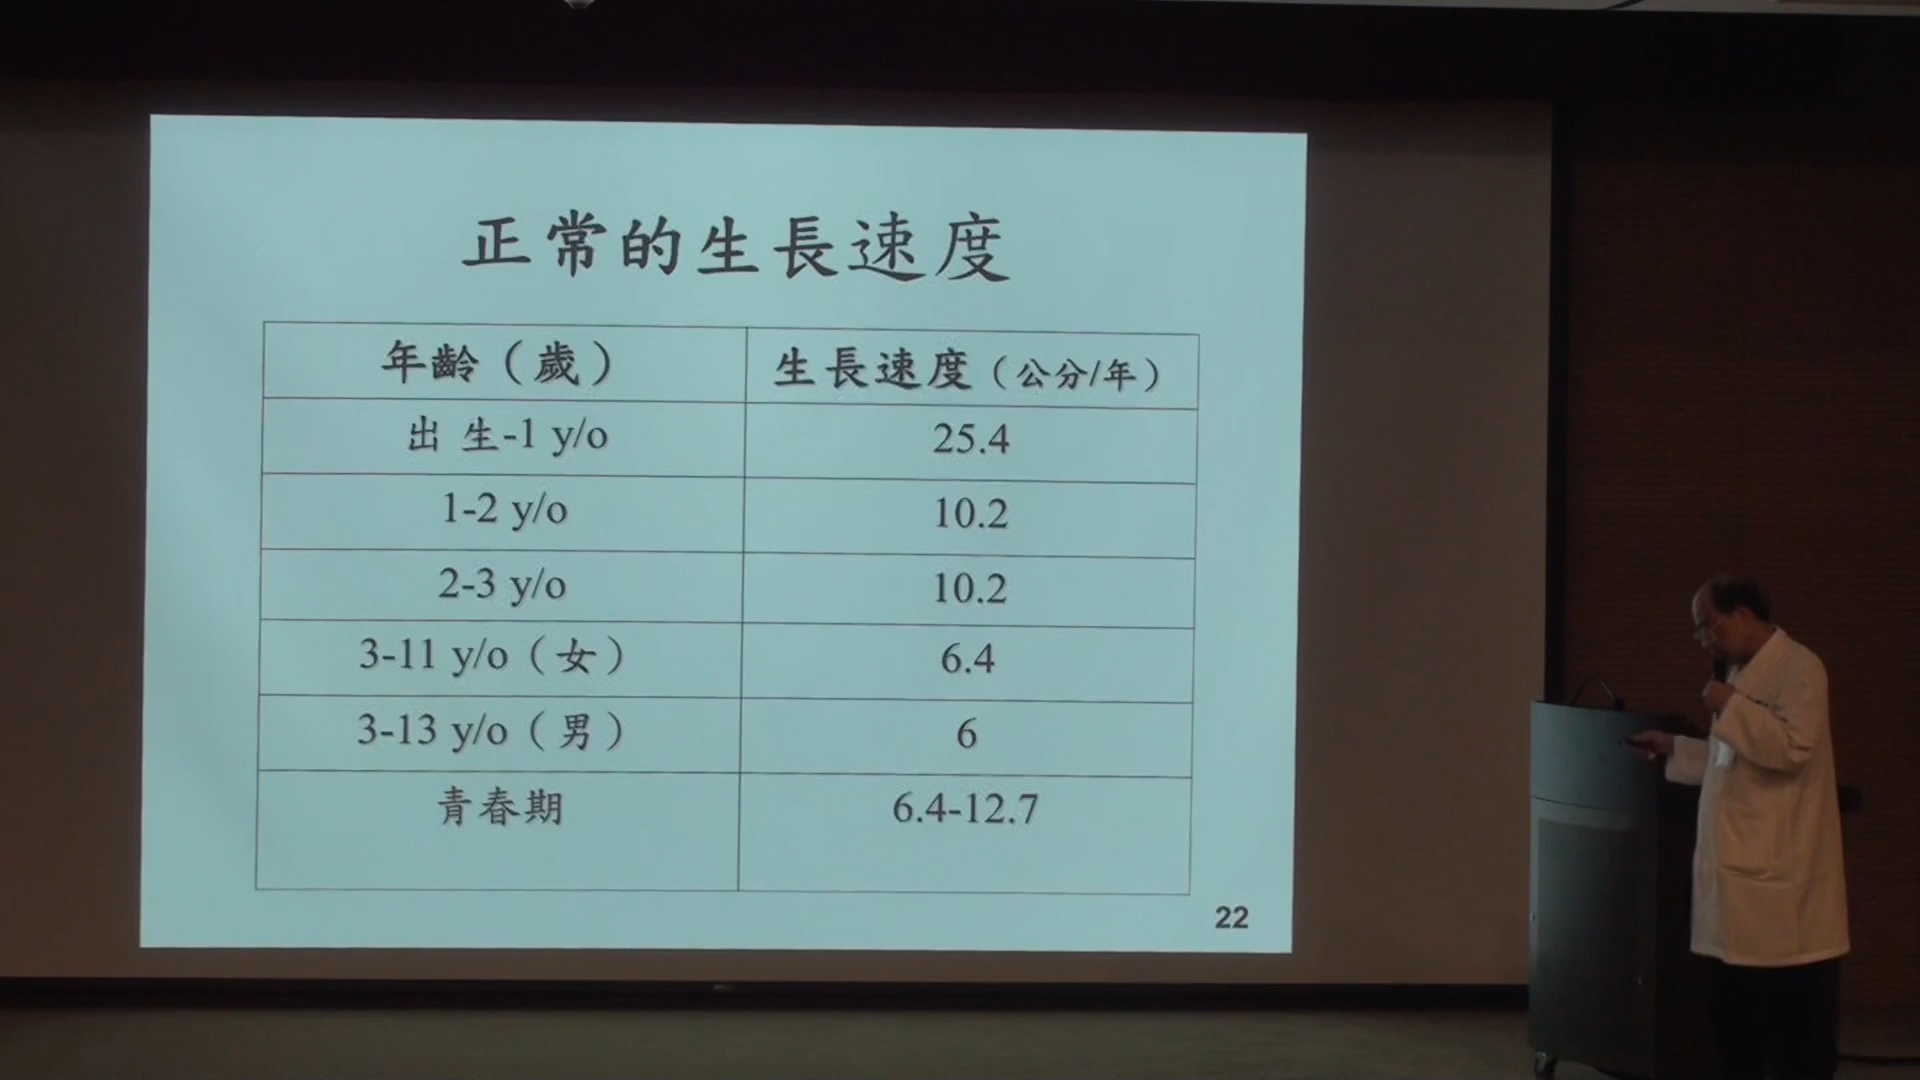 正常的生長速度
年齡（歲） 生長速度（公分/年）
出 生-1 y/o 25.4
1-2 y/o 10.2
2-3 y/o 10.2
3-11 y/o（女） 6.4
3-13 y/o（男） 6
青春期 6.4-12.7
22